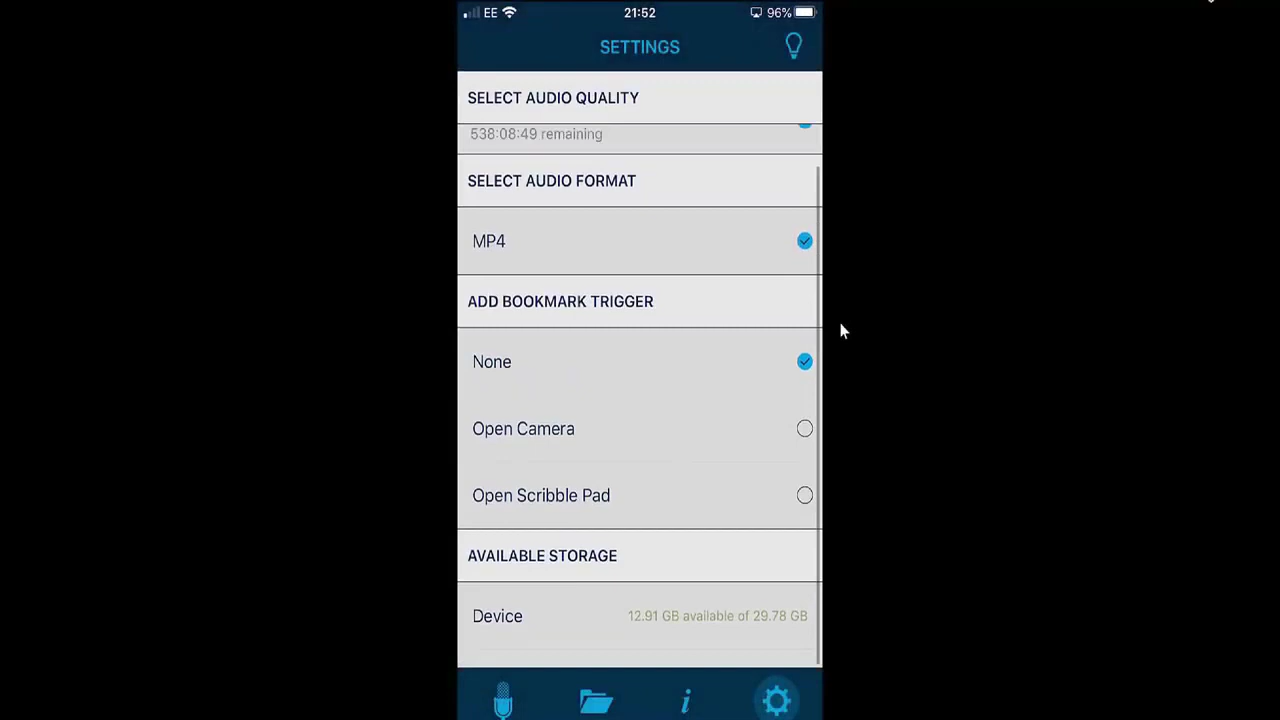 EE 21:52 96%
SETTINGS
SELECT AUDIO QUALITY
538:08:49 remaining
SELECT AUDIO FORMAT
MP4
ADD BOOKMARK TRIGGER
None
Open Camera
Open Scribble Pad
AVAILABLE STORAGE
Device 12.91 GB available of 29.78 GB
i